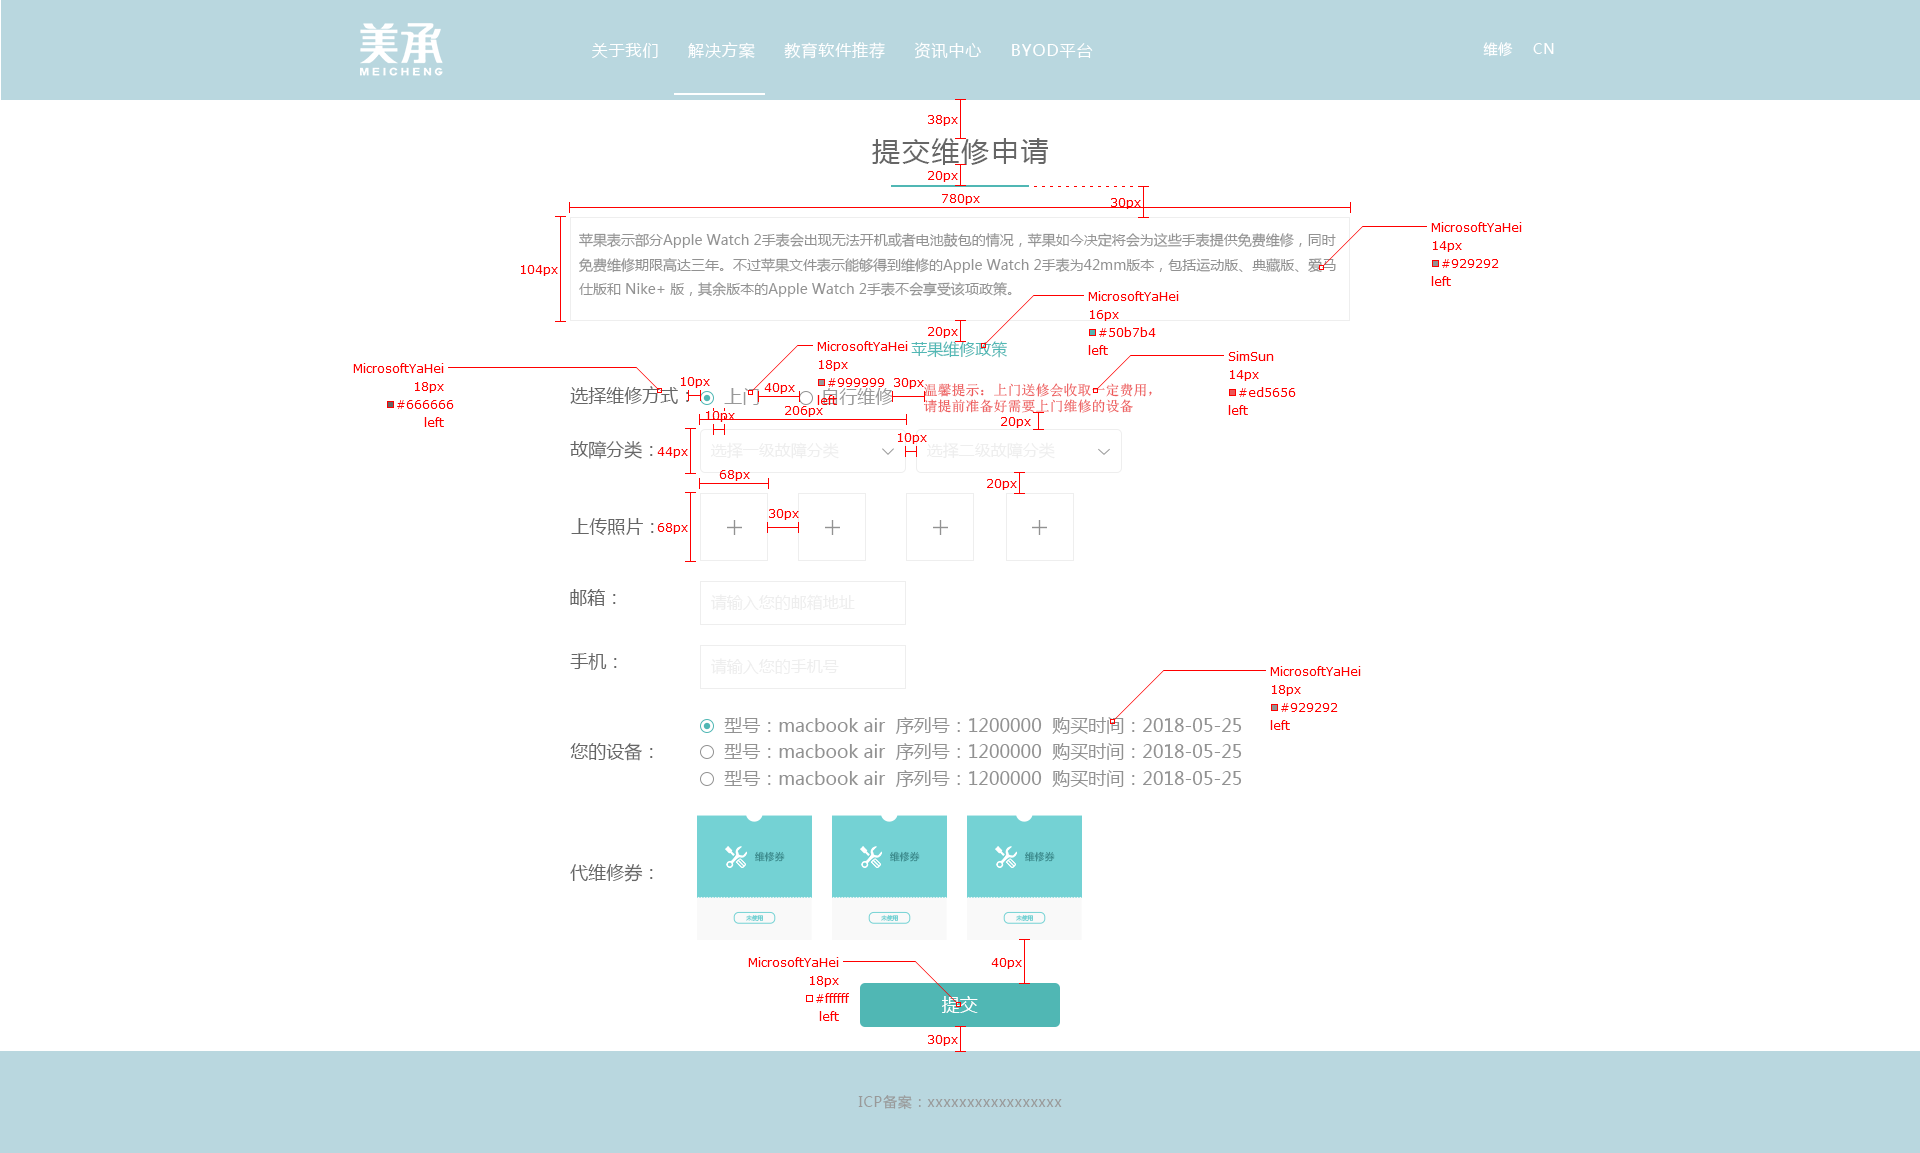 美承
MEICHENG
关于我们 解决方案 教育软件推荐 资讯中心 BYOD平台
维修 CN
38px
提交维修申请
20px
780px
30px
104px
苹果表示部分Apple Watch 2手表会出现无法开机或者电池鼓包的情况，苹果如今决定将会为这些手表提供免费维修，同时
免费维修期限高达三年。不过苹果文件表示能够得到维修的Apple Watch 2手表为42mm版本，包括运动版、典藏版、爱马
仕版和 Nike+ 版，其余版本的Apple Watch 2手表不会享受该项政策。
MicrosoftYaHei
14px
#929292
left
20px
苹果维修政策
MicrosoftYaHei
16px
#50b7b4
left
MicrosoftYaHei
18px
#666666
left
MicrosoftYaHei
18px
#999999
left
SimSun
14px
#ed5656
left
选择维修方式： 10px 上门 40px 自行维修 30px
温馨提示：上门送修会收取一定费用，
请提前准备好需要上门维修的设备
10px
206px
20px
故障分类： 44px 选择一级故障分类 10px 选择二级故障分类
68px
20px
上传照片： 68px 30px
邮箱： 请输入您的邮箱地址
手机： 请输入您的手机号
MicrosoftYaHei
18px
#929292
left
型号：macbook air 序列号：1200000 购买时间：2018-05-25
您的设备： 型号：macbook air 序列号：1200000 购买时间：2018-05-25
型号：macbook air 序列号：1200000 购买时间：2018-05-25
代维修券： 维修券 维修券 维修券
未使用 未使用 未使用
MicrosoftYaHei
18px
#ffffff
left
40px
提交
30px
ICP备案：xxxxxxxxxxxxxxxxx